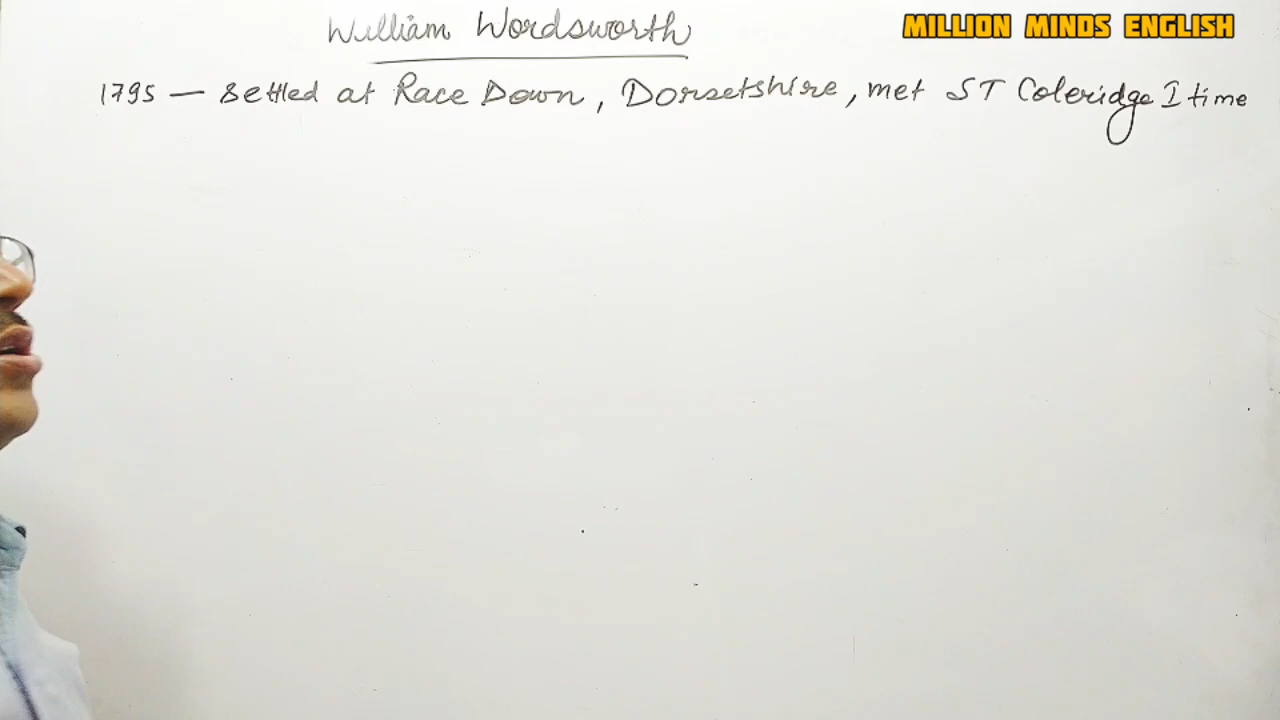 William Wordsworth
MILLION MINDS ENGLISH
1795 — Settled at Race Down, Dorsetshire, met ST Coleridge I time